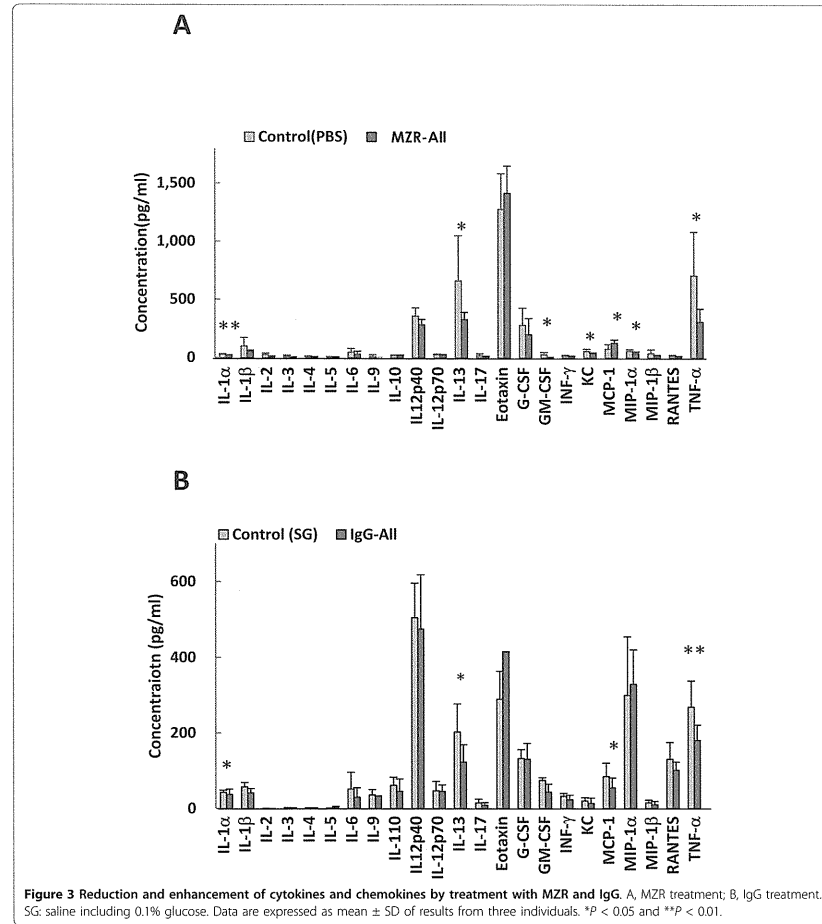 A
Control(PBS) MZR-All
Concentration(pg/ml)
1,500
1,000
500
0
** * * * * * *
IL-1α IL-1β IL-2 IL-3 IL-4 IL-5 IL-6 IL-9 IL-10 IL12p40 IL-12p70 IL-13 IL-17 Eotaxin G-CSF GM-CSF INF-γ KC MCP-1 MIP-1α MIP-1β RANTES TNF-α
B
Control (SG) IgG-All
Concentraiotn (pg/ml)
600
400
200
0
* * * **
IL-1α IL-1β IL-2 IL-3 IL-4 IL-5 IL-6 IL-9 IL-110 IL12p40 IL-12p70 IL-13 IL-17 Eotaxin G-CSF GM-CSF INF-γ KC MCP-1 MIP-1α MIP-1β RANTES TNF-α
Figure 3 Reduction and enhancement of cytokines and chemokines by treatment with MZR and IgG. A, MZR treatment; B, IgG treatment.
SG: saline including 0.1% glucose. Data are expressed as mean ± SD of results from three individuals. *P < 0.05 and **P < 0.01.